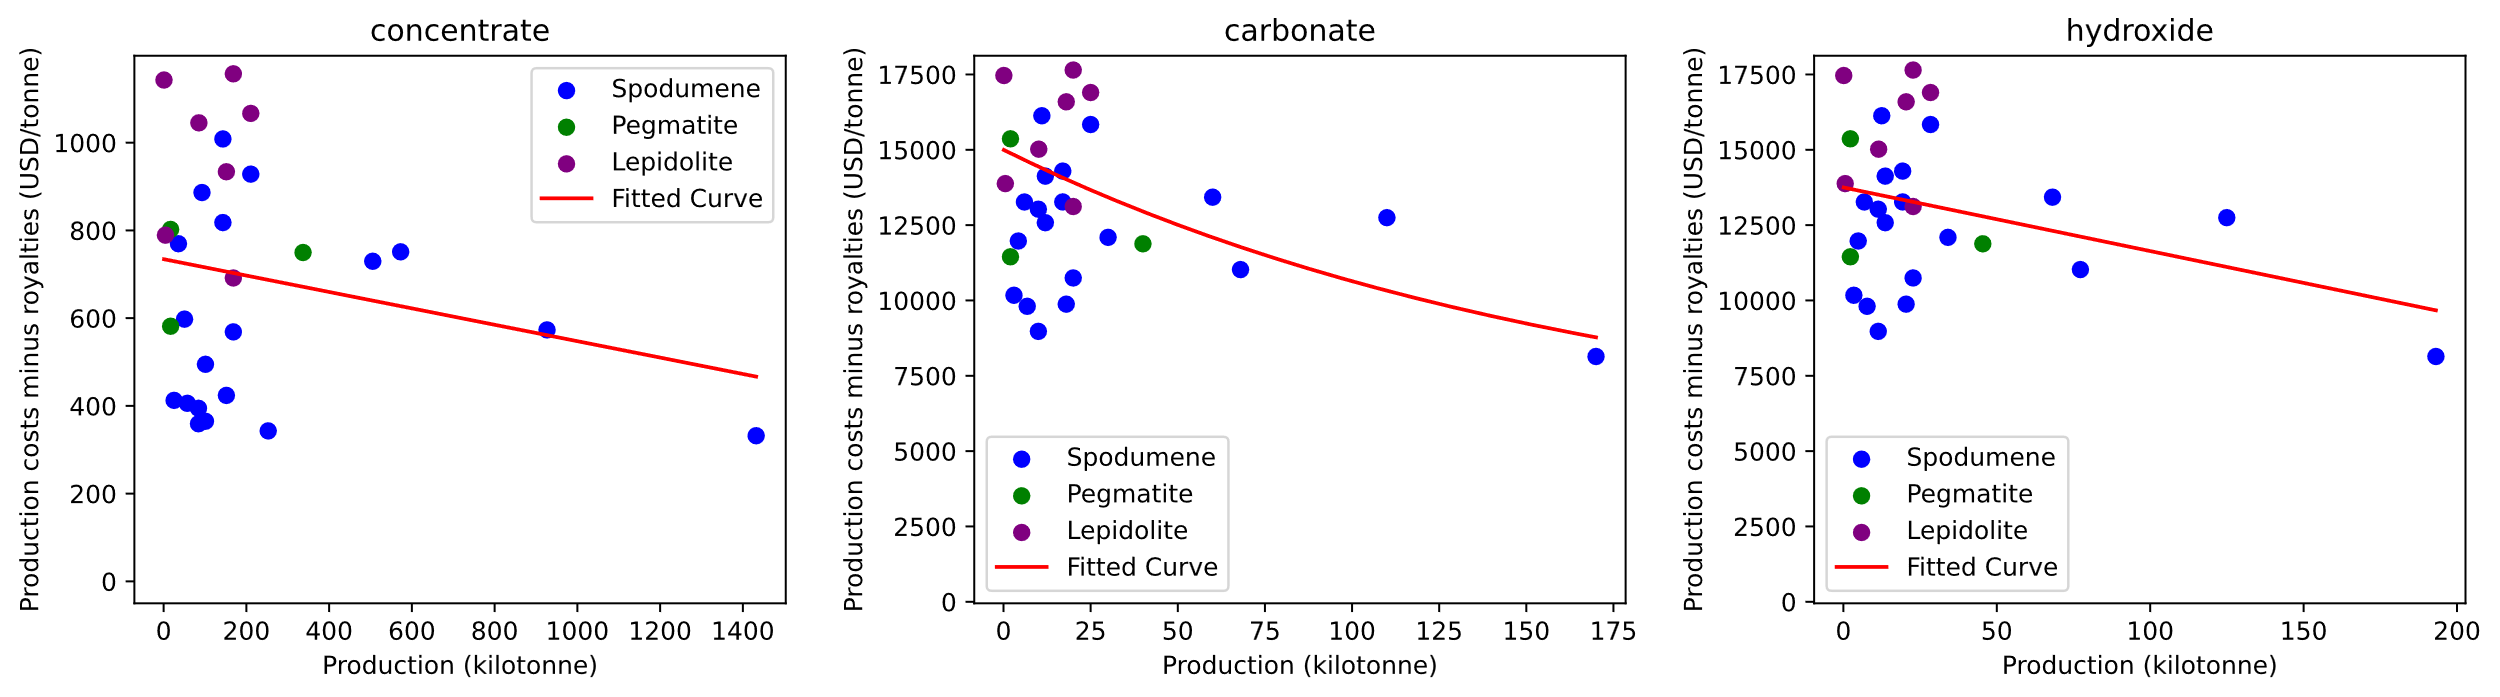 concentrate
Production costs minus royalties (USD/tonne)
1000
800
600
400
200
0
0 200 400 600 800 1000 1200 1400
Production (kilotonne)
Spodumene
Pegmatite
Lepidolite
Fitted Curve
carbonate
Production costs minus royalties (USD/tonne)
17500
15000
12500
10000
7500
5000
2500
0
0 25 50 75 100 125 150 175
Production (kilotonne)
Spodumene
Pegmatite
Lepidolite
Fitted Curve
hydroxide
Production costs minus royalties (USD/tonne)
17500
15000
12500
10000
7500
5000
2500
0
0 50 100 150 200
Production (kilotonne)
Spodumene
Pegmatite
Lepidolite
Fitted Curve